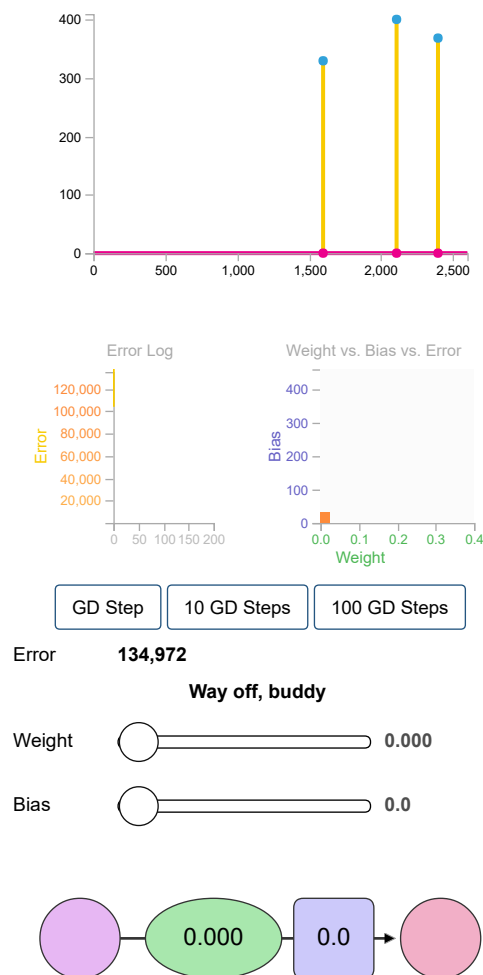 400
300
200
100
0
0 500 1,000 1,500 2,000 2,500
Error Log
Error
120,000
100,000
80,000
60,000
40,000
20,000
0 50 100 150 200
Weight vs. Bias vs. Error
Bias
400
300
200
100
0
0.0 0.1 0.2 0.3 0.4
Weight
GD Step 10 GD Steps 100 GD Steps
Error 134,972
Way off, buddy
Weight 0.000
Bias 0.0
0.000 0.0